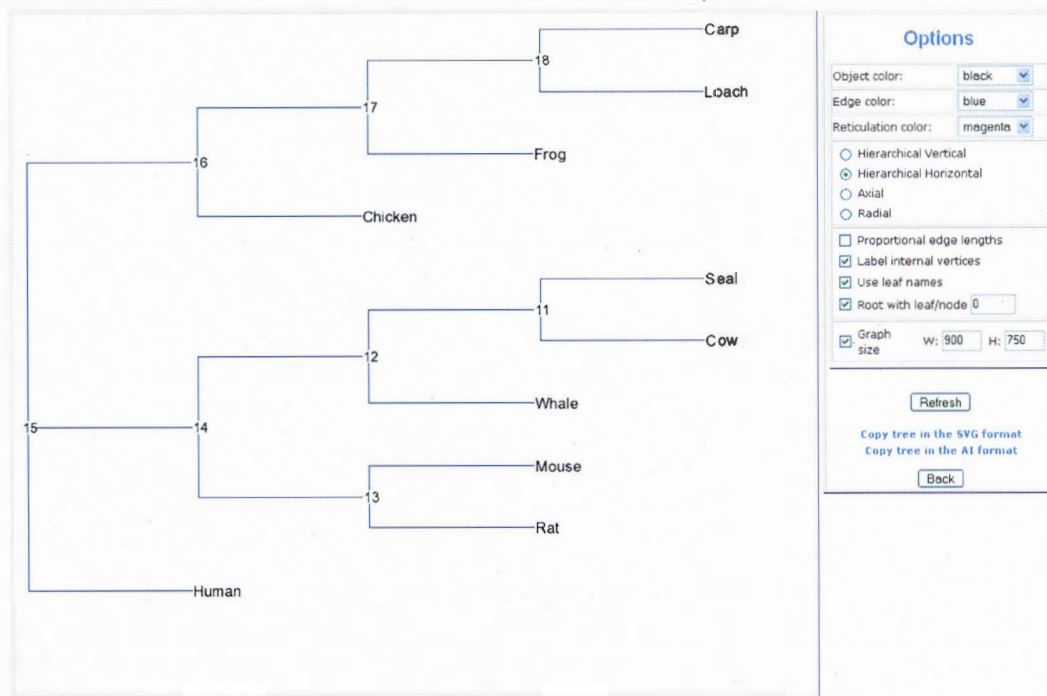 Carp
18
Loach
17
Frog
16
Chicken
Seal
11
Cow
12
Whale
15
14
Mouse
13
Rat
Human
Options
Object color: black
Edge color: blue
Reticulation color: magenta
Hierarchical Vertical
Hierarchical Horizontal
Axial
Radial
Proportional edge lengths
Label internal vertices
Use leaf names
Root with leaf/node 0
Graph size W: 900 H: 750
Refresh
Copy tree in the SVG format
Copy tree in the AI format
Back